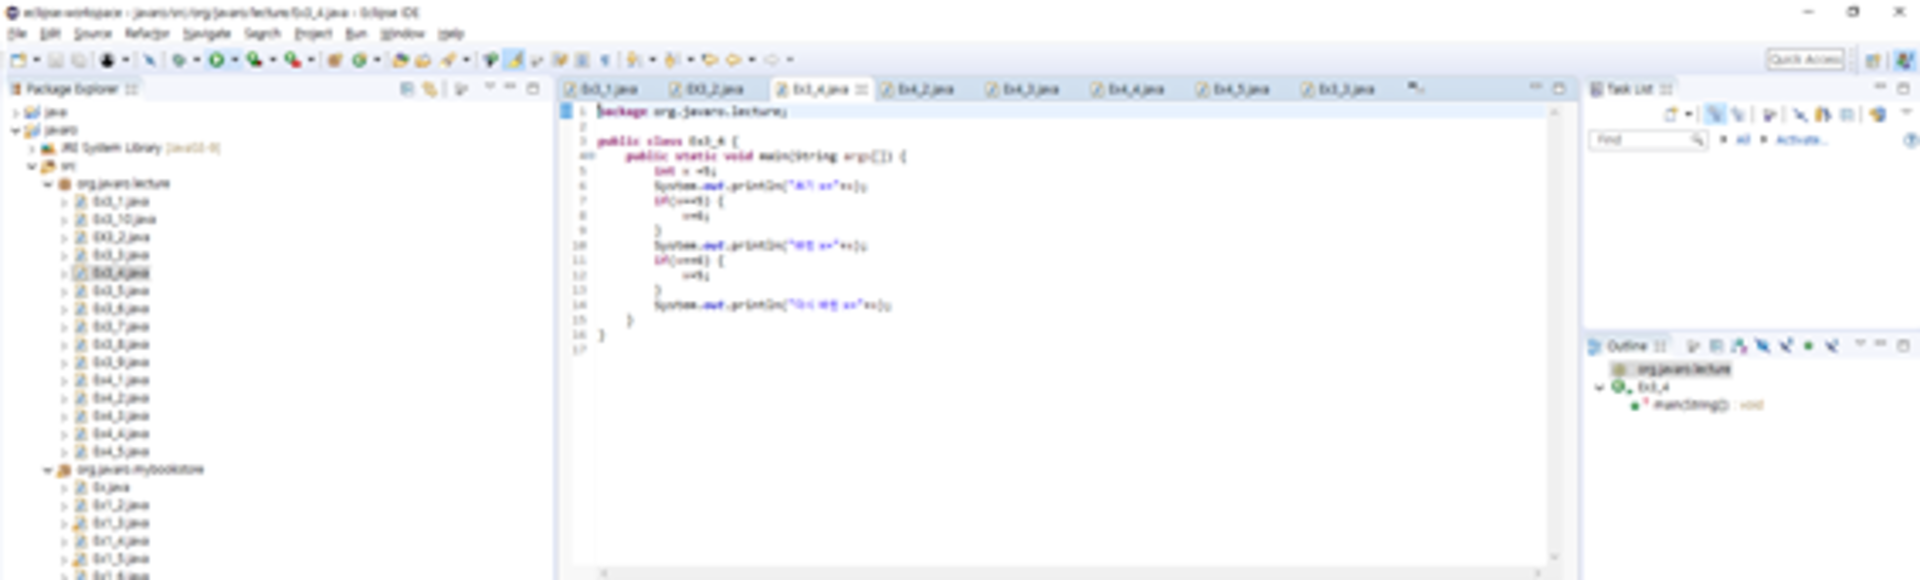 eclipse-workspace - javaro/src/org/javaro/lecture/Ex3_4.java - Eclipse IDE
File Edit Source Refactor Navigate Search Project Run Window Help
Quick Access
Package Explorer
java
javaro
JRE System Library
src
org.javaro.lecture
Ex3_1.java
Ex3_10.java
EX3_2.java
Ex3_3.java
Ex3_4.java
Ex3_5.java
Ex3_6.java
Ex3_7.java
Ex3_8.java
Ex3_9.java
Ex4_1.java
Ex4_2.java
Ex4_3.java
Ex4_4.java
Ex4_5.java
org.javaro.mybookstore
Ex.java
Ex1_2.java
Ex1_3.java
Ex1_4.java
Ex1_5.java
Ex1_6.java
Ex3_1.java EX3_2.java Ex3_4.java Ex4_2.java Ex4_3.java Ex4_4.java Ex4_5.java Ex3_3.java
1 package org.javaro.lecture;
2
3 public class Ex3_4 {
4 public static void main(String args[]) {
5 int x =5;
6 System.out.println(
7 if(x==5) {
8 x=6;
9 }
10 System.out.println(
11 if(x==6) {
12 x=5;
13 }
14 System.out.println(
15 }
16 }
17
Task List
Find All Activate...
Outline
org.javaro.lecture
Ex3_4
main(String[]) : void